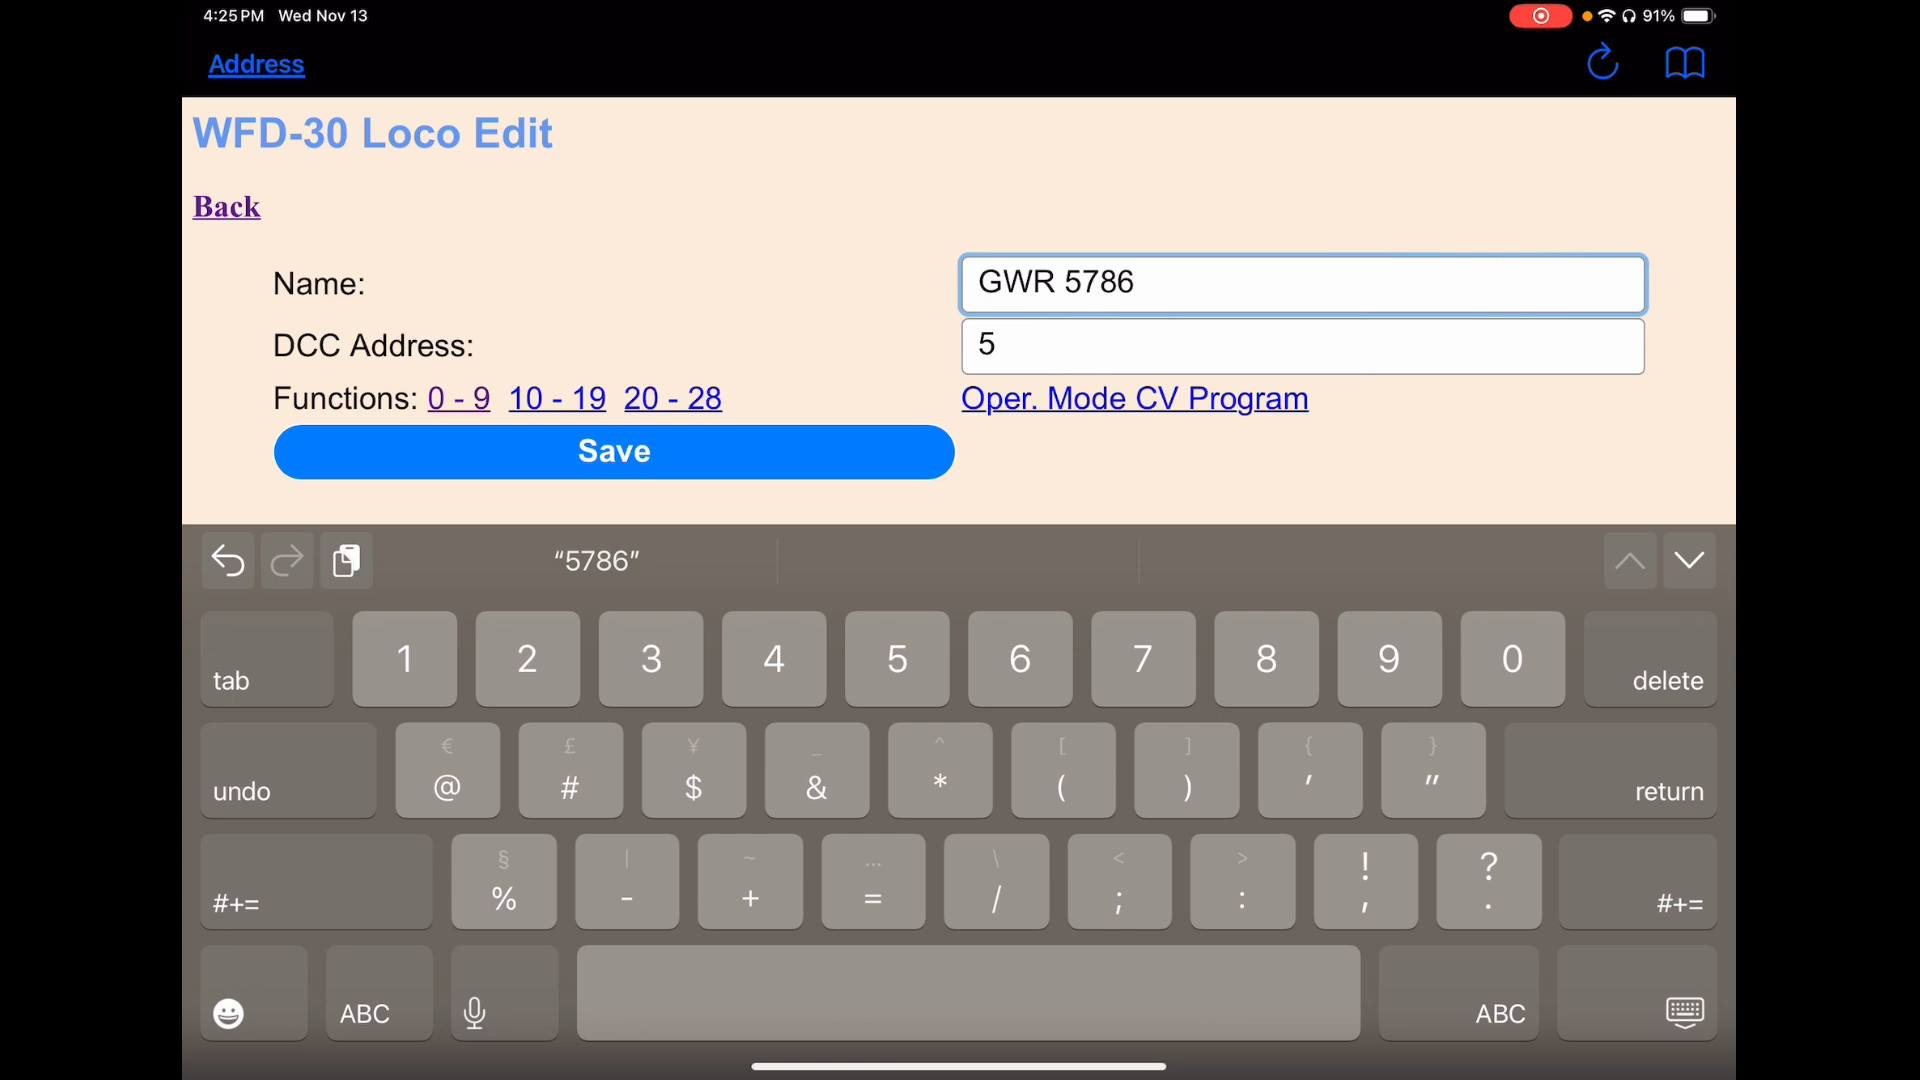 4:25 PM Wed Nov 13
91%
Address
WFD-30 Loco Edit
Back
Name: GWR 5786
DCC Address: 5
Functions: 0 - 9 10 - 19 20 - 28 Oper. Mode CV Program
Save
“5786”
tab 1 2 3 4 5 6 7 8 9 0 delete
€ £ ¥ _ ^ [ ] { }
undo @ # $ & * ( ) ' " return
§ | ~ … \ < > ! ?
#+= % - + = / ; : , . #+=
ABC ABC